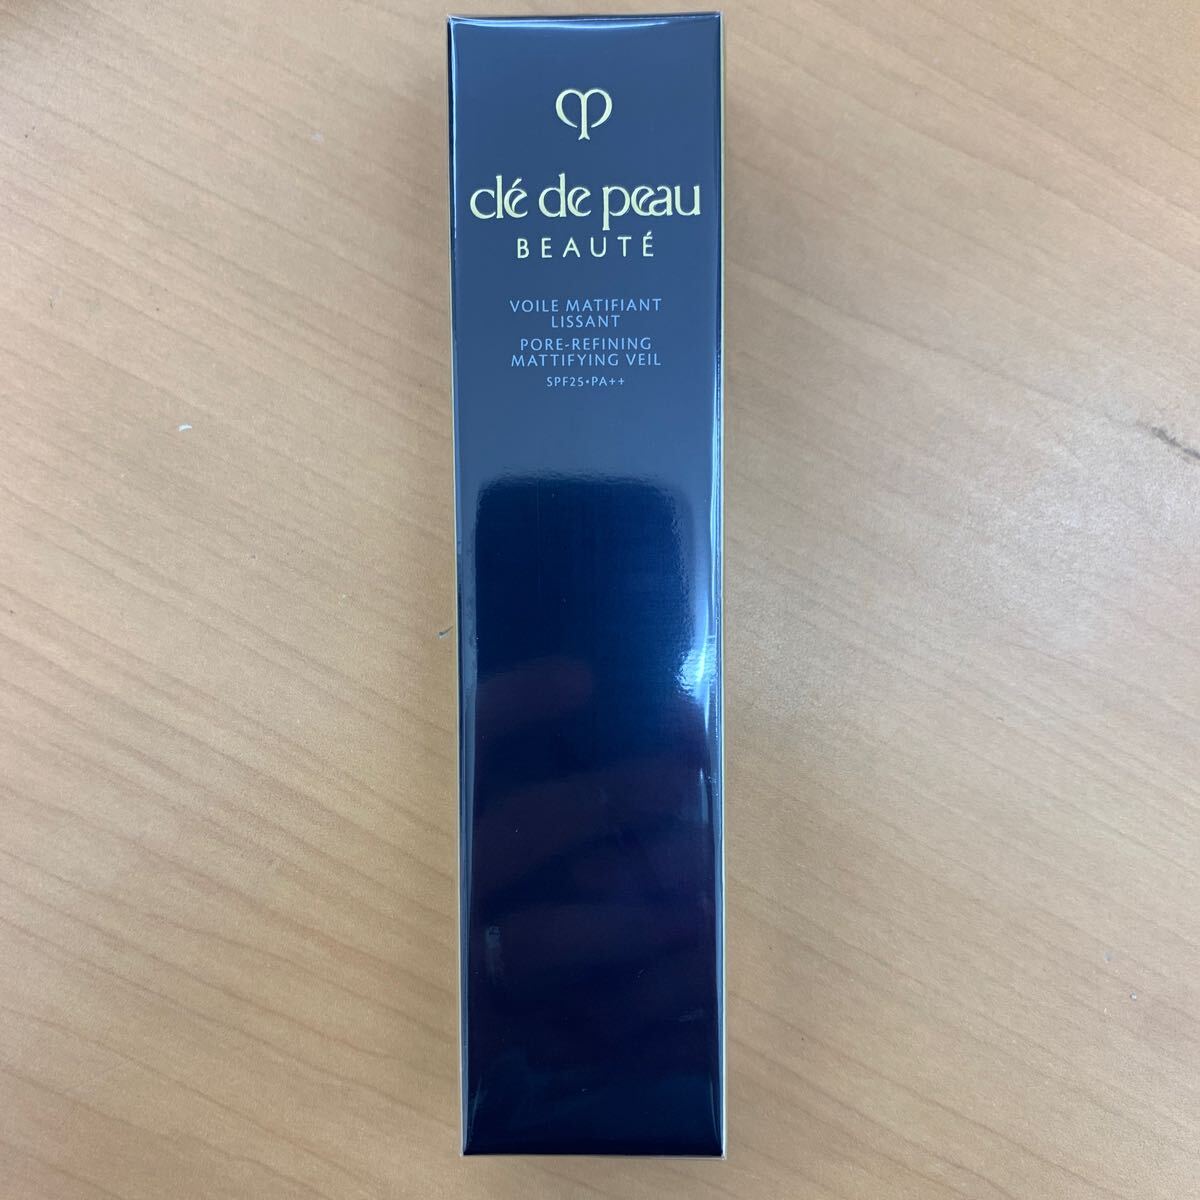 clé de peau
BEAUTÉ
VOILE MATIFIANT
LISSANT
PORE-REFINING
MATTIFYING VEIL
SPF25•PA++